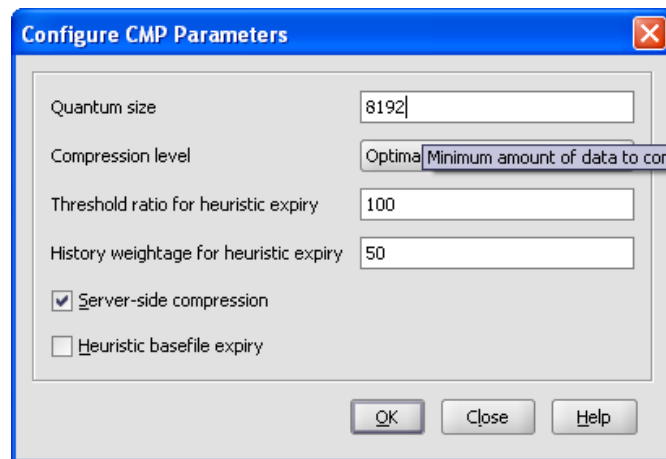 Configure CMP Parameters
Quantum size 8192
Compression level Optima Minimum amount of data to cor
Threshold ratio for heuristic expiry 100
History weightage for heuristic expiry 50
Server-side compression
Heuristic basefile expiry
OK Close Help